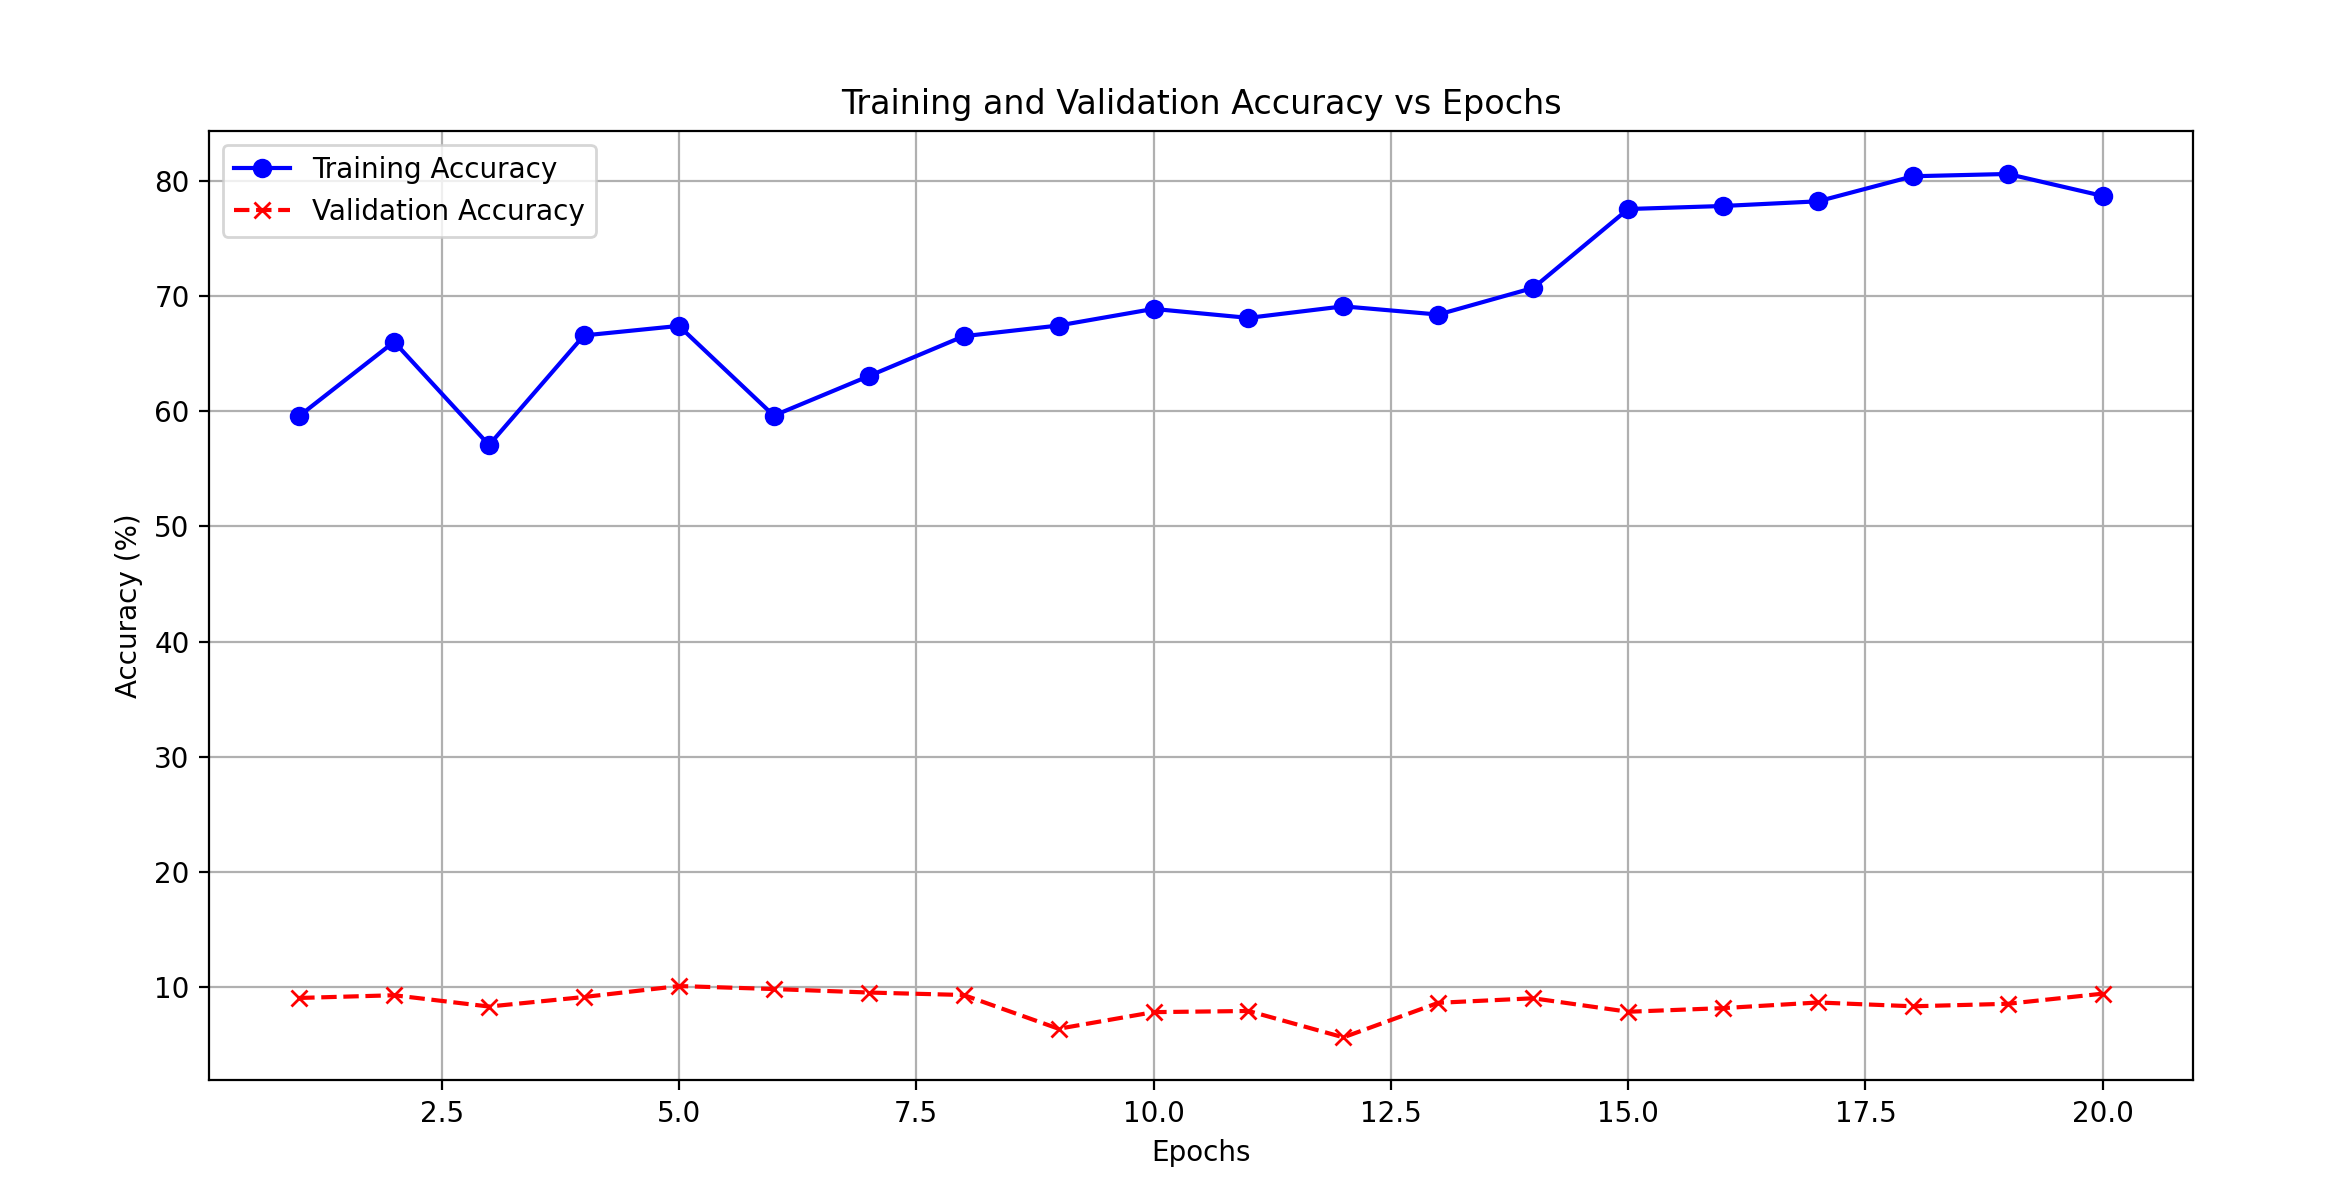 Training and Validation Accuracy vs Epochs
Training Accuracy
Validation Accuracy
Accuracy (%)
80
70
60
50
40
30
20
10
2.5 5.0 7.5 10.0 12.5 15.0 17.5 20.0
Epochs